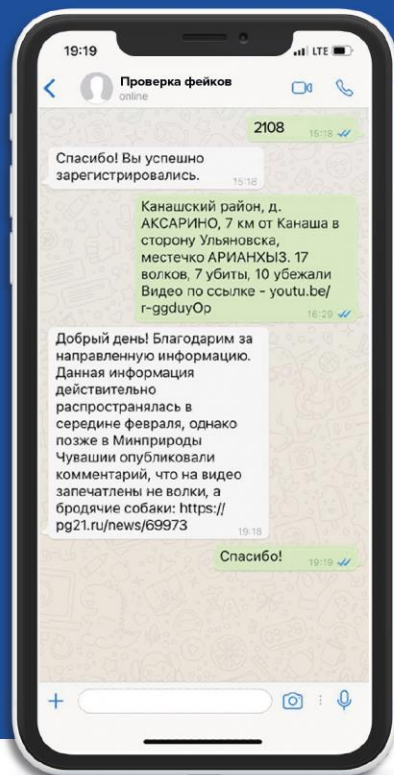 19:19
LTE
Проверка фейков
online
2108
15:18
Спасибо! Вы успешно
зарегистрировались.
15:18
Канашский район, д.
АКСАРИНО, 7 км от Канаша в
сторону Ульяновска,
местечко АРИАНХЫЗ. 17
волков, 7 убиты, 10 убежали
Видео по ссылке - youtu.be/
r-ggduyOp
16:29
Добрый день! Благодарим за
направленную информацию.
Данная информация
действительно
распространялась в
середине февраля, однако
позже в Минприроды
Чувашии опубликовали
комментарий, что на видео
запечатлены не волки, а
бродячие собаки: https://
pg21.ru/news/69973
19:18
Спасибо!
19:19